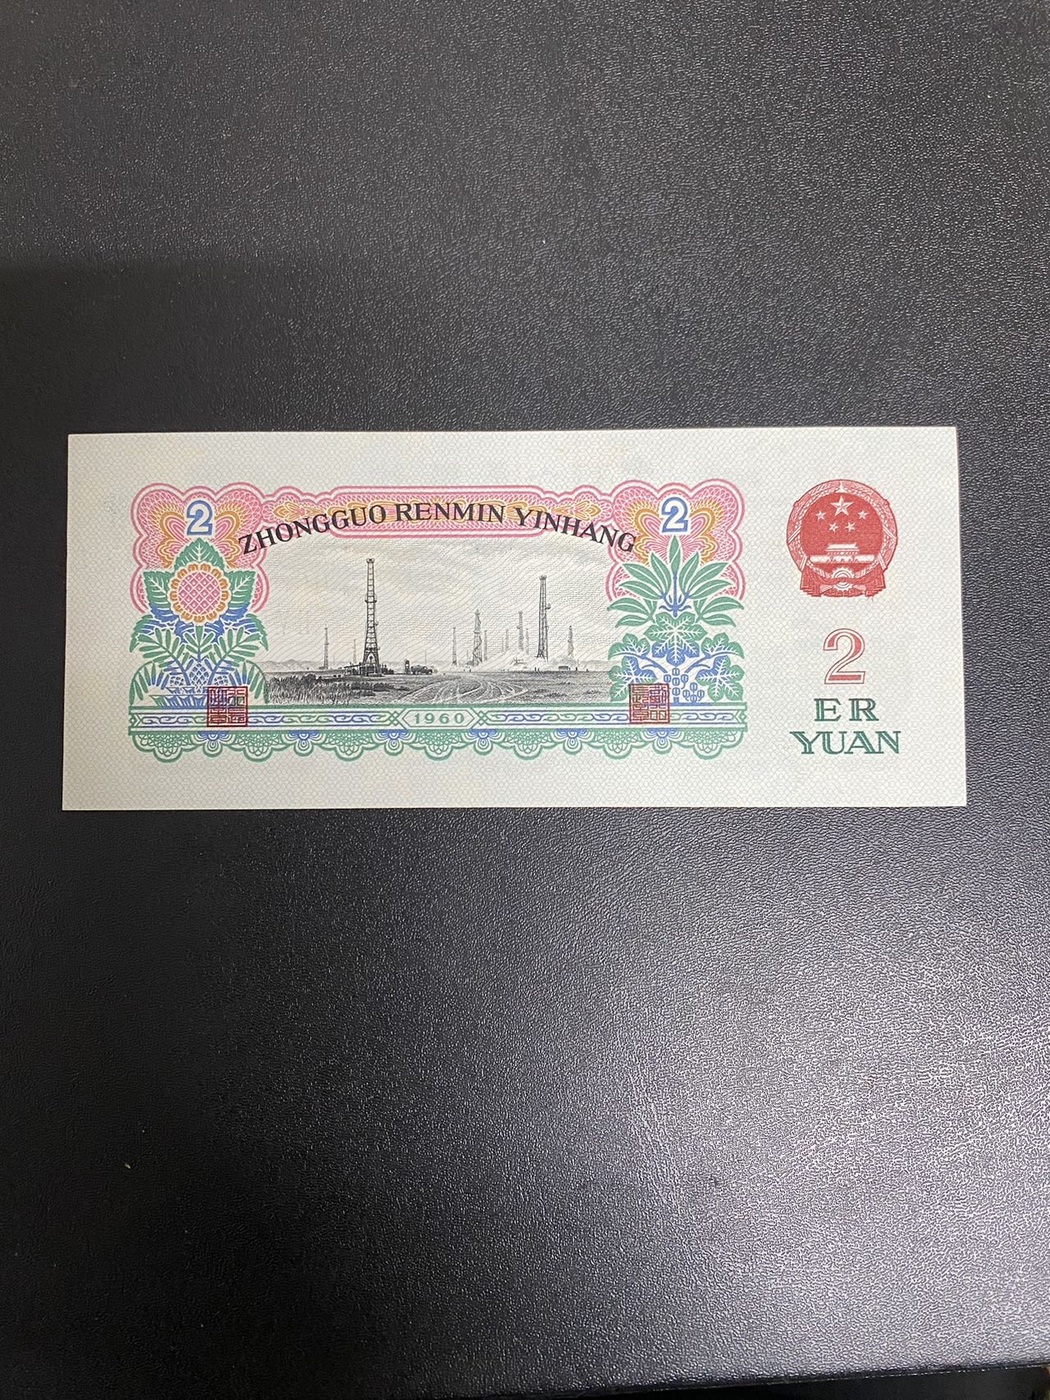 2
ZHONGGUO RENMIN YINHANG
2
1960
2
ER
YUAN